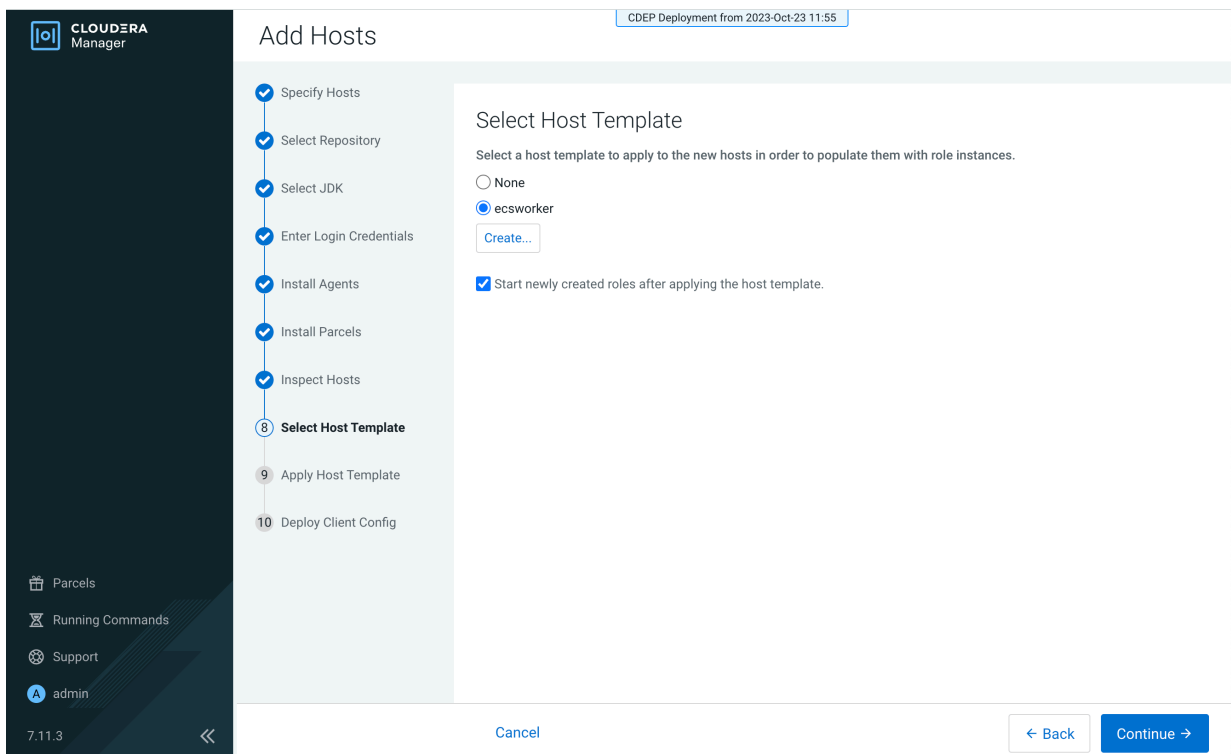 CLOUDERA
Manager
Add Hosts
CDEP Deployment from 2023-Oct-23 11:55
Specify Hosts
Select Repository
Select JDK
Enter Login Credentials
Install Agents
Install Parcels
Inspect Hosts
8 Select Host Template
9 Apply Host Template
10 Deploy Client Config
Select Host Template
Select a host template to apply to the new hosts in order to populate them with role instances.
None
ecsworker
Create...
Start newly created roles after applying the host template.
Parcels
Running Commands
Support
A admin
7.11.3
Cancel
← Back
Continue →